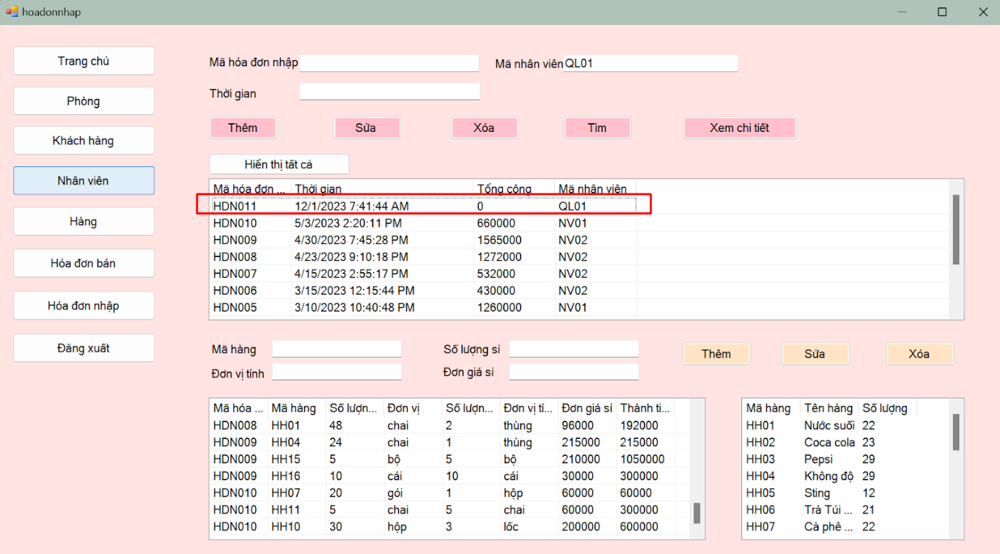 hoadonnhap
Trang chủ
Phòng
Khách hàng
Nhân viên
Hàng
Hóa đơn bán
Hóa đơn nhập
Đăng xuất
Mã hóa đơn nhập
Mã nhân viên QL01
Thời gian
Thêm Sửa Xóa Tìm Xem chi tiết
Hiển thị tất cả
Mã hóa đơn ... Thời gian Tổng công Mã nhân viên
HDN011 12/1/2023 7:41:44 AM 0 QL01
HDN010 5/3/2023 2:20:11 PM 660000 NV01
HDN009 4/30/2023 7:45:28 PM 1565000 NV02
HDN008 4/23/2023 9:10:18 PM 1272000 NV02
HDN007 4/15/2023 2:55:17 PM 532000 NV02
HDN006 3/15/2023 12:15:44 PM 430000 NV02
HDN005 3/10/2023 10:40:48 PM 1260000 NV01
Mã hàng Số lượng sỉ Thêm Sửa Xóa
Đơn vị tính Đơn giá sỉ
Mã hóa ... Mã hàng Số lượn... Đơn vị Số lượn... Đơn vị tí... Đơn giá sỉ Thành ti...
HDN008 HH01 48 chai 2 thùng 96000 192000
HDN009 HH04 24 chai 1 thùng 215000 215000
HDN009 HH15 5 bộ 5 bộ 210000 1050000
HDN009 HH16 10 cái 10 cái 30000 300000
HDN010 HH07 20 gói 1 hộp 60000 60000
HDN010 HH11 5 chai 5 chai 60000 300000
HDN010 HH10 30 hộp 3 lốc 200000 600000
Mã hàng Tên hàng Số lượng
HH01 Nước suối 22
HH02 Coca cola 23
HH03 Pepsi 29
HH04 Không độ 29
HH05 Sting 12
HH06 Trà Túi ... 21
HH07 Cà phê ... 22